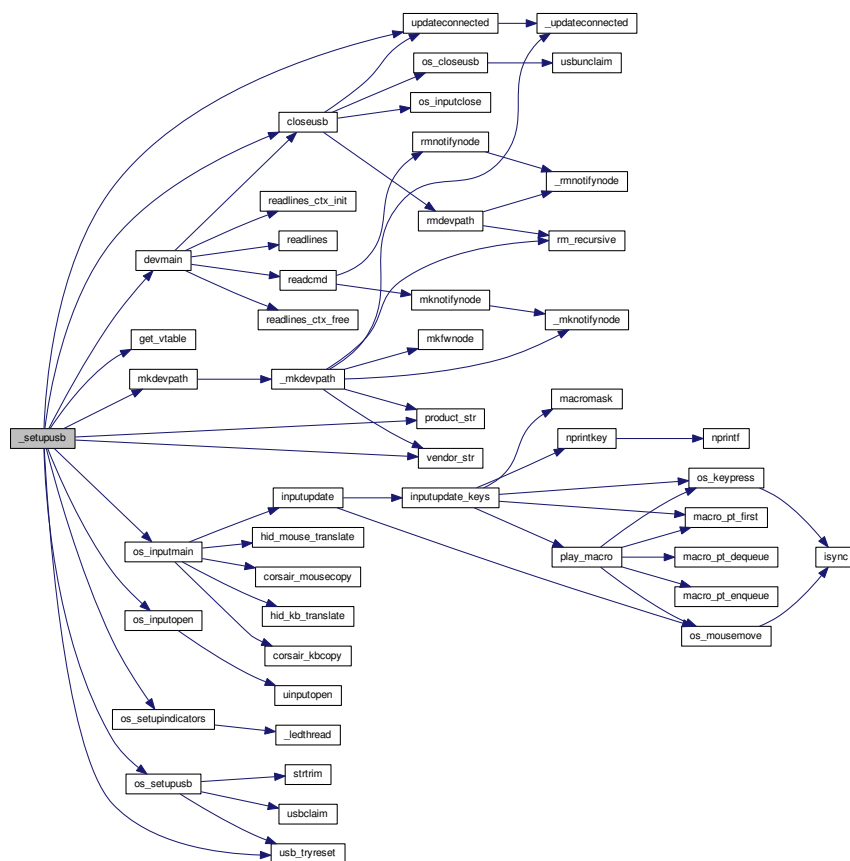 updateconnected
_updateconnected
os_closeusb
usbunclaim
os_inputclose
closeusb
rmnotifynode
_rmnotifynode
readlines_ctx_init
rmdevpath
readlines
rm_recursive
devmain
readcmd
mknotifynode
readlines_ctx_free
_mknotifynode
get_vtable
mkfwnode
mkdevpath
_mkdevpath
macromask
product_str
_setupusb
nprintkey
nprintf
vendor_str
os_keypress
inputupdate
inputupdate_keys
macro_pt_first
hid_mouse_translate
os_inputmain
play_macro
macro_pt_dequeue
isync
corsair_mousecopy
macro_pt_enqueue
hid_kb_translate
os_inputopen
os_mousemove
corsair_kbcopy
uinputopen
os_setupindicators
_ledthread
strtrim
os_setupusb
usbclaim
usb_tryreset